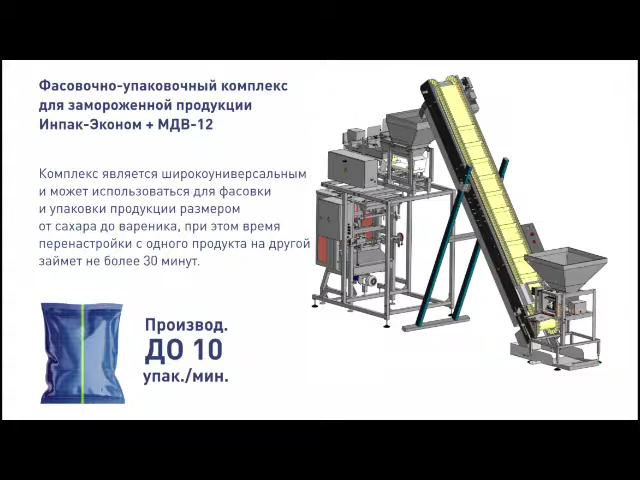 Фасовочно-упаковочный комплекс
для замороженной продукции
Инпак-Эконом + МДВ-12
Комплекс является широкоуниверсальным
и может использоваться для фасовки
и упаковки продукции размером
от сахара до вареника, при этом время
перенастройки с одного продукта на другой
займет не более 30 минут.
Производ.
ДО 10
упак./мин.